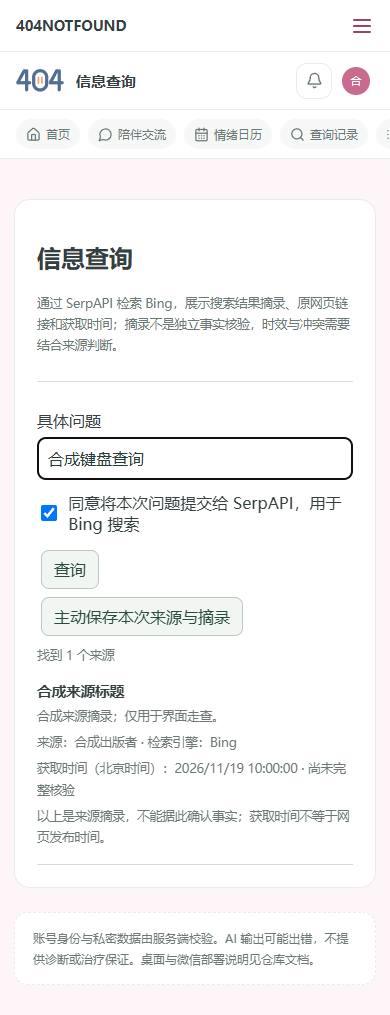 404NOTFOUND
404 信息查询
合
首页 陪伴交流 情绪日历 查询记录
信息查询
通过 SerpAPI 检索 Bing，展示搜索结果摘录、原网页链
接和获取时间；摘录不是独立事实核验，时效与冲突需要
结合来源判断。
具体问题
合成键盘查询
同意将本次问题提交给 SerpAPI，用于
Bing 搜索
查询
主动保存本次来源与摘录
找到 1 个来源
合成来源标题
合成来源摘录；仅用于界面走查。
来源：合成出版者 · 检索引擎：Bing
获取时间（北京时间）：2026/11/19 10:00:00 · 尚未完
整核验
以上是来源摘录，不能据此确认事实；获取时间不等于网
页发布时间。
账号身份与私密数据由服务端校验。AI 输出可能出错，不提
供诊断或治疗保证。桌面与微信部署说明见仓库文档。